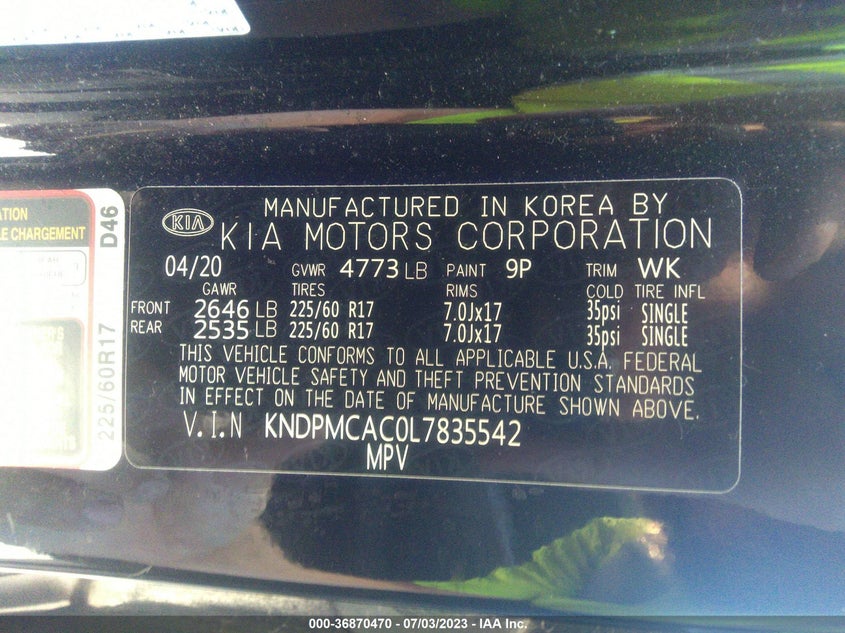 ATION
LE CHARGEMENT
D46
225/60R17
KIA
MANUFACTURED IN KOREA BY
KIA MOTORS CORPORATION
04/20 GVWR 4773 LB PAINT 9P TRIM WK
GAWR TIRES RIMS COLD TIRE INFL
FRONT 2646 LB 225/60 R17 7.0Jx17 35psi SINGLE
REAR 2535 LB 225/60 R17 7.0Jx17 35psi SINGLE
THIS VEHICLE CONFORMS TO ALL APPLICABLE U.S.A. FEDERAL
MOTOR VEHICLE SAFETY AND THEFT PREVENTION STANDARDS
IN EFFECT ON THE DATE OF MANUFACTURE SHOWN ABOVE.
V.I.N KNDPMCAC0L7835542
MPV
000-36870470 - 07/03/2023 - IAA Inc.